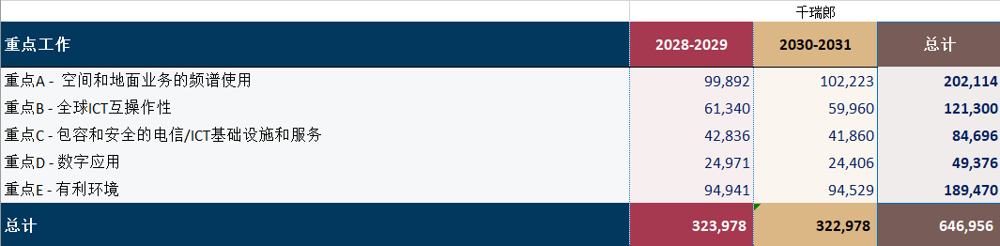 千瑞郎
重点工作 2028-2029 2030-2031 总计
重点A - 空间和地面业务的频谱使用 99,892 102,223 202,114
重点B - 全球ICT互操作性 61,340 59,960 121,300
重点C - 包容和安全的电信/ICT基础设施和服务 42,836 41,860 84,696
重点D - 数字应用 24,971 24,406 49,376
重点E - 有利环境 94,941 94,529 189,470
总计 323,978 322,978 646,956